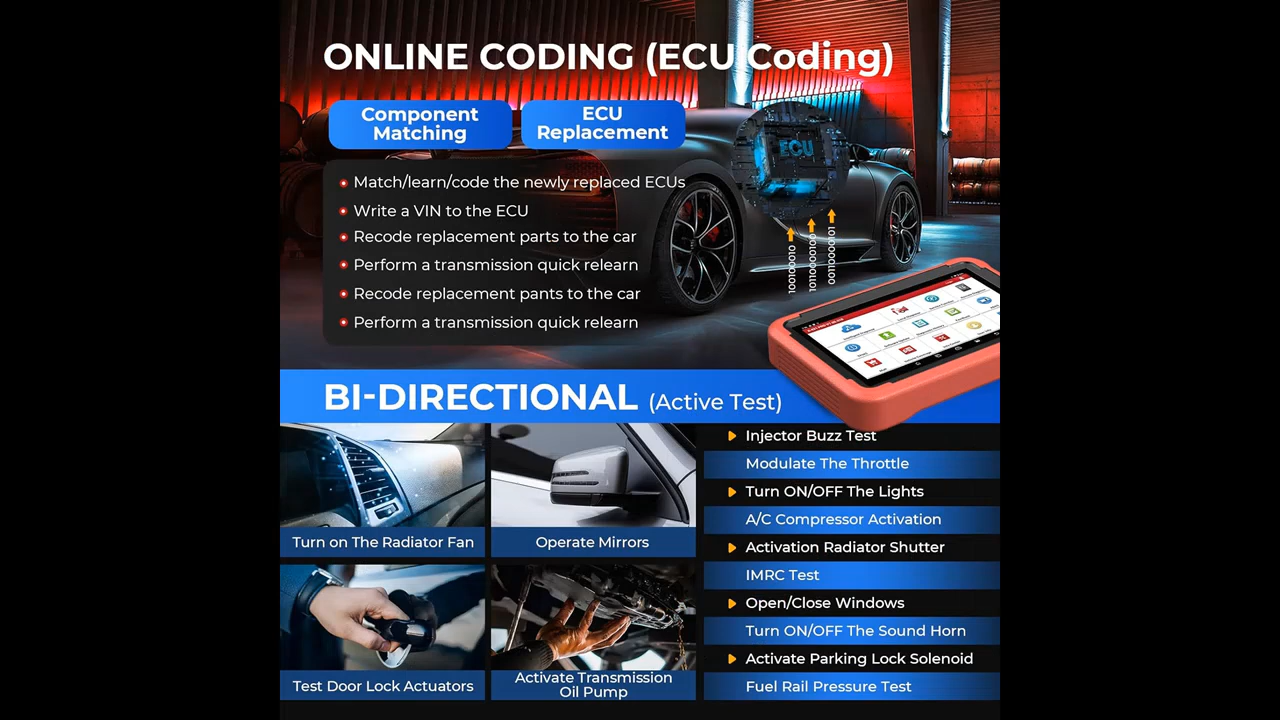 ONLINE CODING (ECU Coding)
Component
Matching
ECU
Replacement
ECU
Match/learn/code the newly replaced ECUs
Write a VIN to the ECU
Recode replacement parts to the car
Perform a transmission quick relearn
Recode replacement pants to the car
Perform a transmission quick relearn
100100010
10110000100
00110000101
BI-DIRECTIONAL (Active Test)
Turn on The Radiator Fan
Operate Mirrors
Test Door Lock Actuators
Activate Transmission
Oil Pump
Injector Buzz Test
Modulate The Throttle
Turn ON/OFF The Lights
A/C Compressor Activation
Activation Radiator Shutter
IMRC Test
Open/Close Windows
Turn ON/OFF The Sound Horn
Activate Parking Lock Solenoid
Fuel Rail Pressure Test